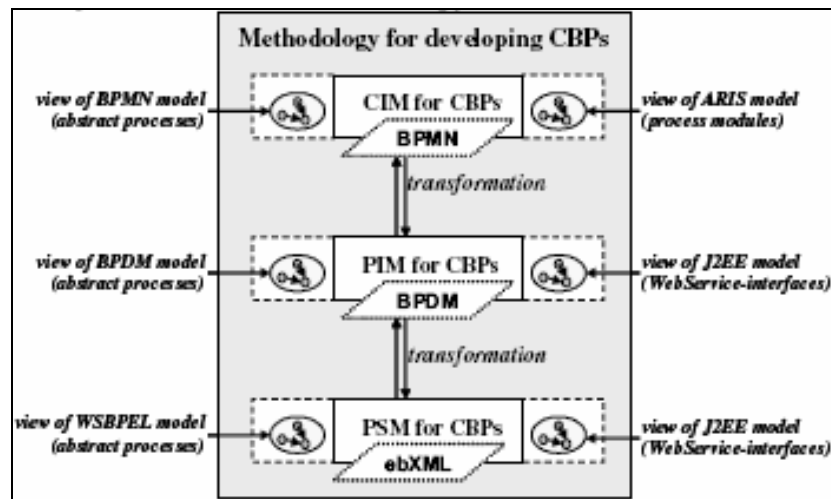 Methodology for developing CBPs
view of BPMN model
(abstract processes)
CIM for CBPs
BPMN
view of ARIS model
(process modules)
transformation
view of BPDM model
(abstract processes)
PIM for CBPs
BPDM
view of J2EE model
(WebService-interfaces)
transformation
view of WSBPEL model
(abstract processes)
PSM for CBPs
ebXML
view of J2EE model
(WebService-interfaces)